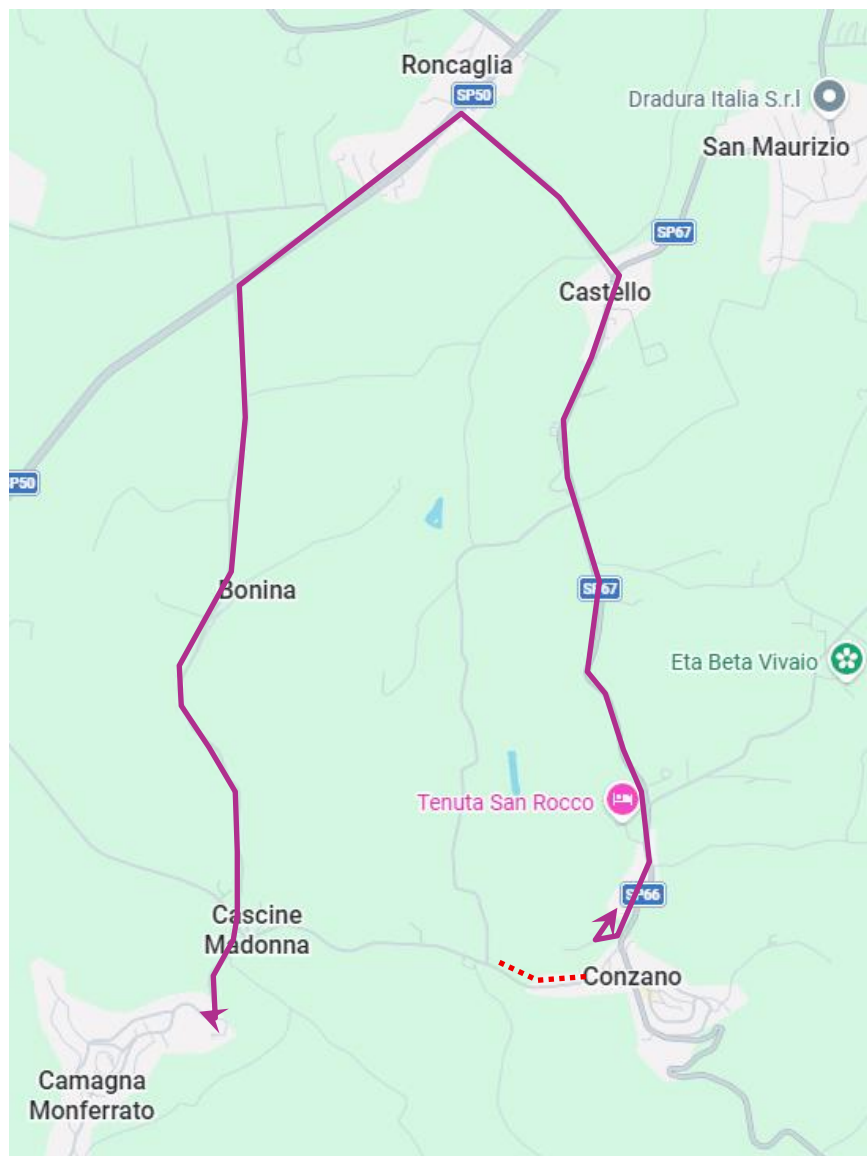 Roncaglia
SP50
Dradura Italia S.r.l
San Maurizio
SP67
Castello
SP50
Bonina
SP67
Eta Beta Vivaio
Tenuta San Rocco
SP66
Cascine
Madonna
Conzano
Camagna
Monferrato